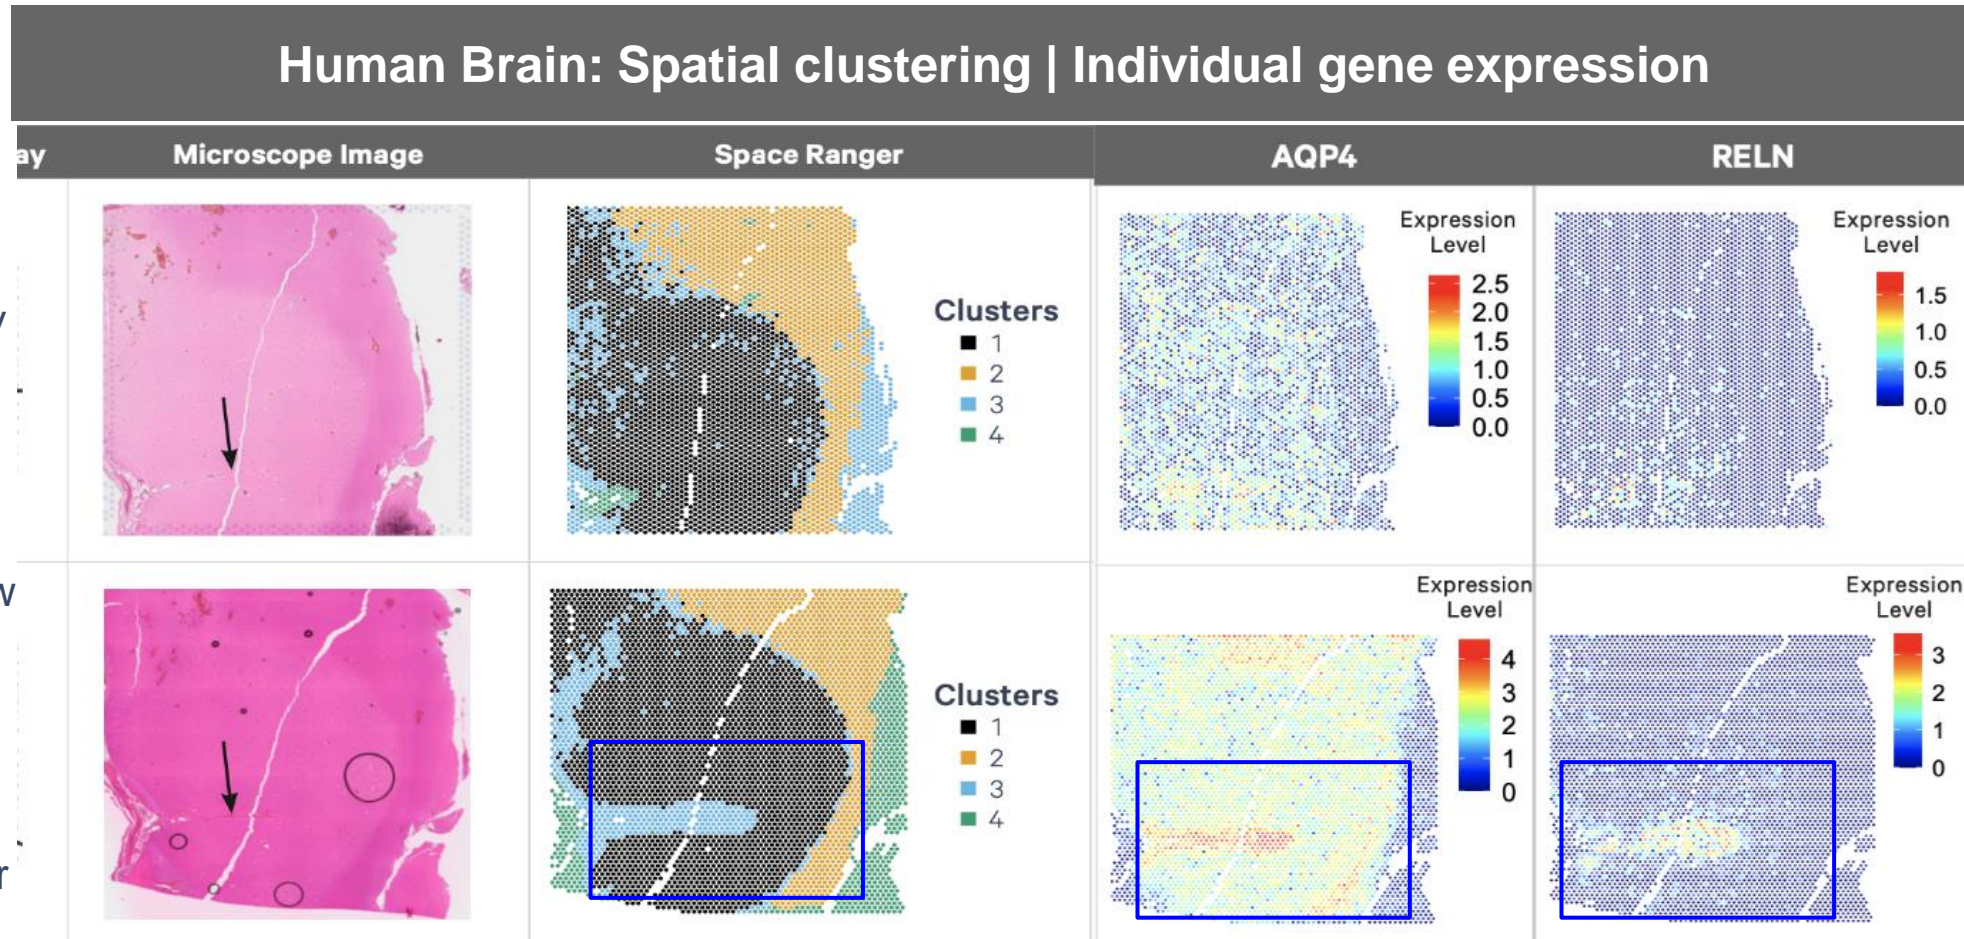 Human Brain: Spatial clustering | Individual gene expression
ay Microscope Image Space Ranger AQP4 RELN
Expression
Level
2.5
2.0
1.5
1.0
0.5
0.0
Expression
Level
1.5
1.0
0.5
0.0
Clusters
1
2
3
4
y
w
r
Expression
Level
4
3
2
1
0
Expression
Level
3
2
1
0
Clusters
1
2
3
4